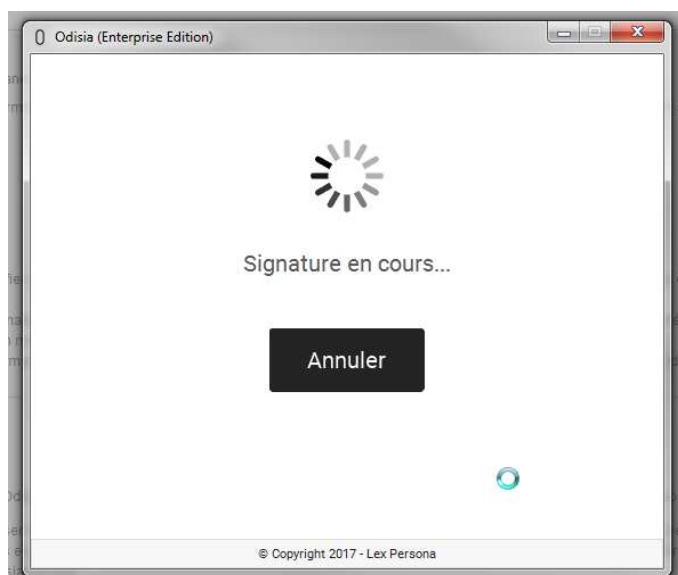 Odisia (Enterprise Edition)
Signature en cours...
Annuler
© Copyright 2017 - Lex Persona